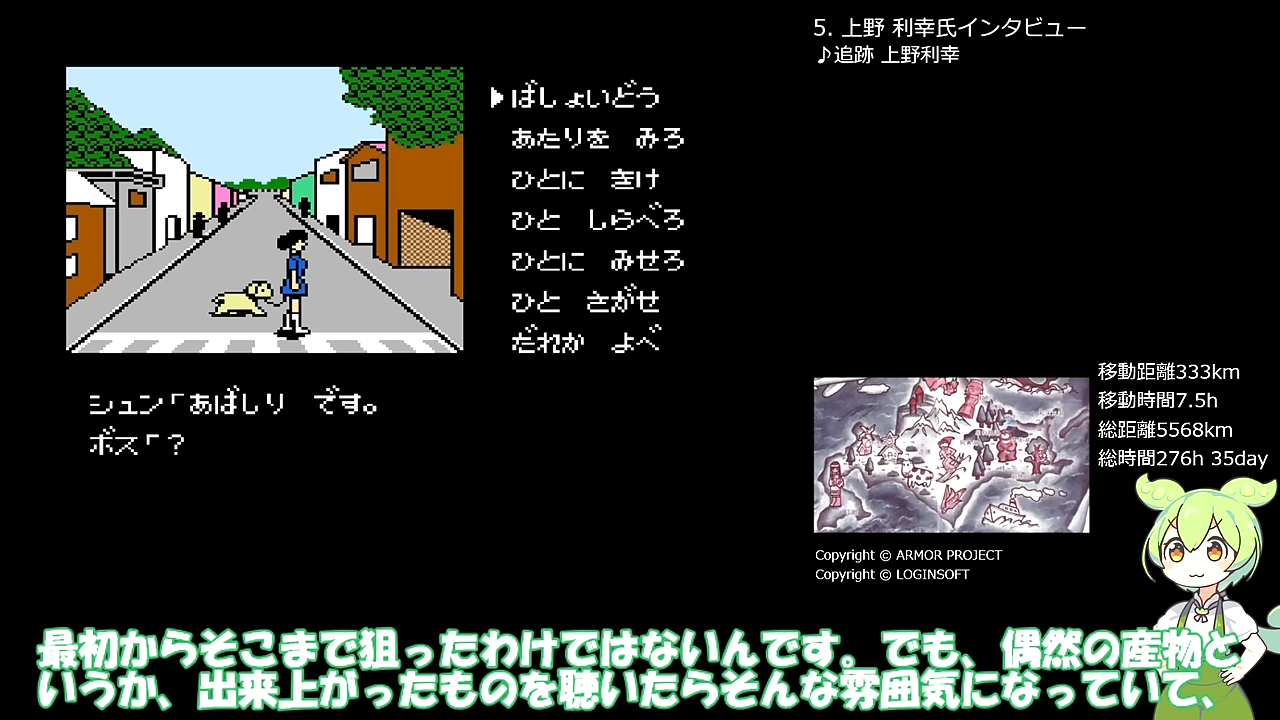 5. 上野 利幸氏インタビュー
♪追跡 上野利幸
ばしょいどう
あたりを みろ
ひとに きけ
ひと しらべろ
ひとに みせろ
ひと さがせ
だれか よべ
シュン「あばしり です。
ボス「?
移動距離333km
移動時間7.5h
総距離5568km
総時間276h 35day
Copyright © ARMOR PROJECT
Copyright © LOGINSOFT
最初からそこまで狙ったわけではないんです。でも、偶然の産物と
いうか、出来上がったものを聴いたらそんな雰囲気になっていて、